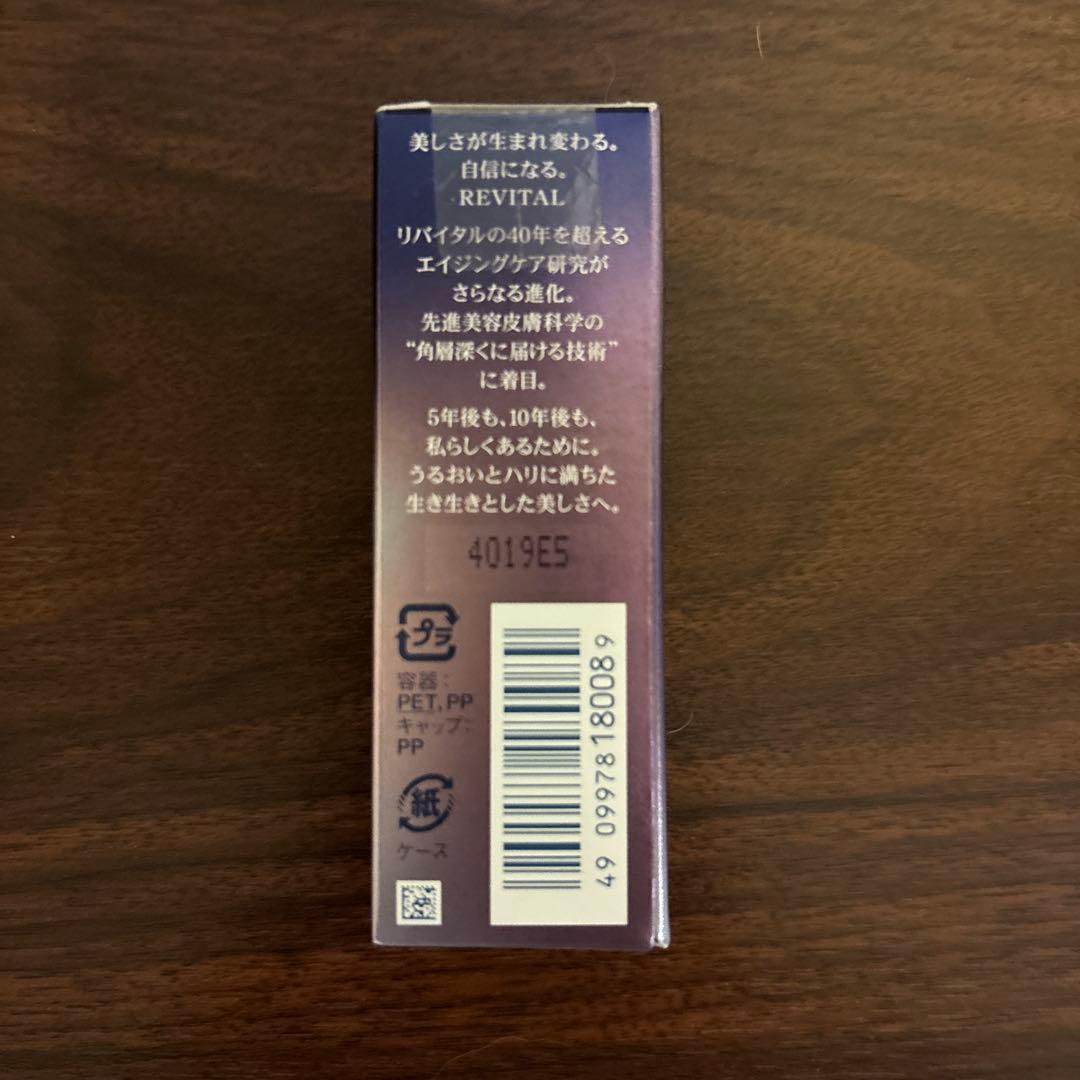 美しさが生まれ変わる。
自信になる。
REVITAL
リバイタルの40年を超える
エイジングケア研究が
さらなる進化。
先進美容皮膚科学の
“角層深くに届ける技術”
に着目。
5年後も、10年後も、
私らしくあるために。
うるおいとハリに満ちた
生き生きとした美しさへ。
4019E5
プラ
容器:
PET, PP
キャップ:
PP
紙
ケース
49 09978 18008 9